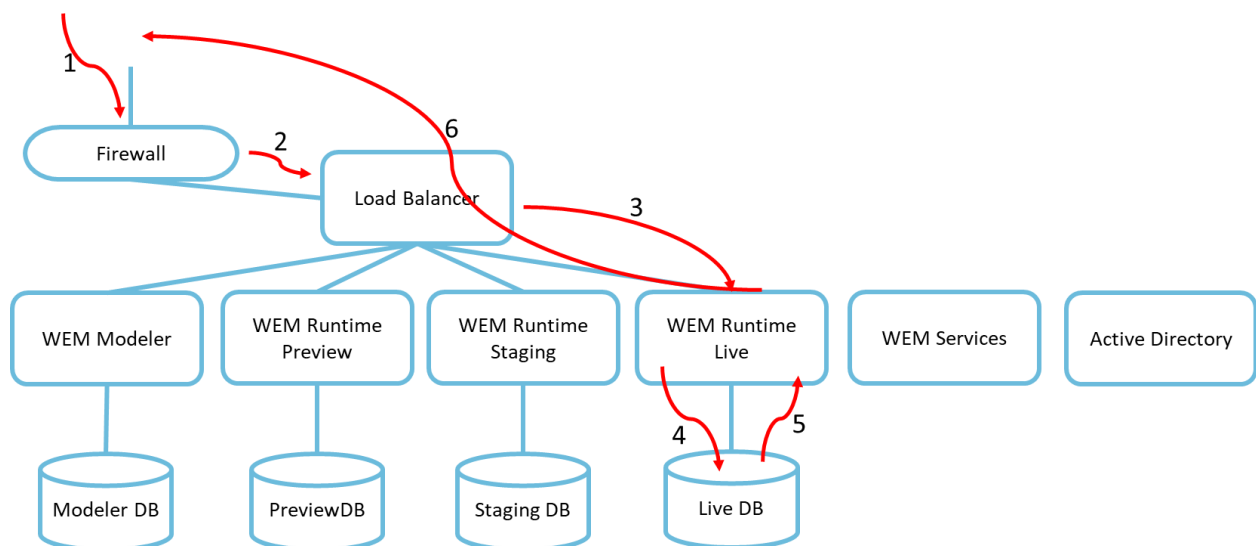 1
6
2
Firewall
Load Balancer
3
WEM Modeler
WEM Runtime
Preview
WEM Runtime
Staging
WEM Runtime
Live
WEM Services
Active Directory
4
5
Modeler DB
PreviewDB
Staging DB
Live DB